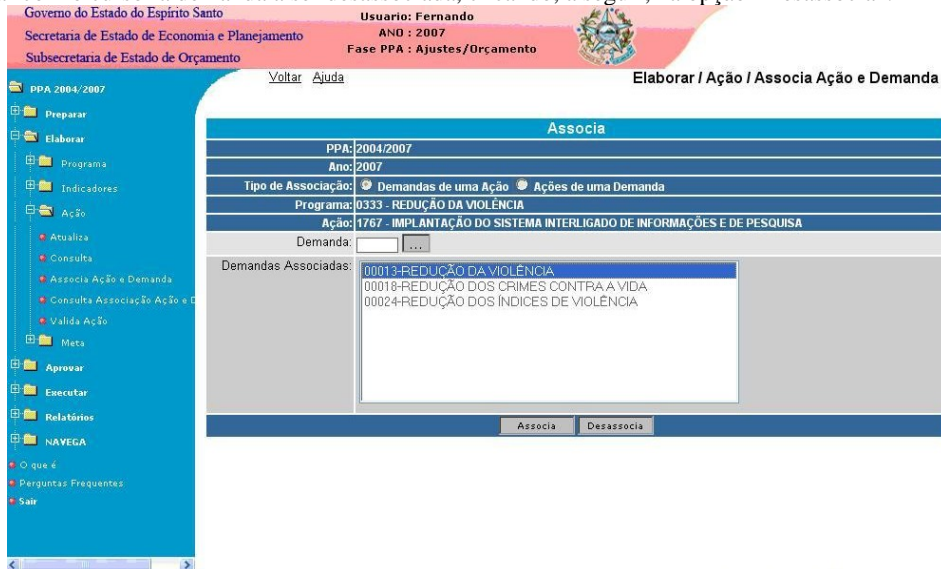 Governo do Estado do Espírito Santo
Secretaria de Estado de Economia e Planejamento
Subsecretaria de Estado de Orçamento
Usuario: Fernando
ANO : 2007
Fase PPA : Ajustes/Orçamento
Voltar Ajuda
Elaborar / Ação / Associa Ação e Demanda
PPA 2004/2007
Preparar
Elaborar
Programa
Indicadores
Ação
Atualiza
Consulta
Associa Ação e Demanda
Consulta Associação Ação e D
Valida Ação
Meta
Aprovar
Executar
Relatórios
NAVEGA
O que é
Perguntas Frequentes
Sair
Associa
PPA: 2004/2007
Ano: 2007
Tipo de Associação: Demandas de uma Ação Ações de uma Demanda
Programa: 0333 - REDUÇÃO DA VIOLÊNCIA
Ação: 1767 - IMPLANTAÇÃO DO SISTEMA INTERLIGADO DE INFORMAÇÕES E DE PESQUISA
Demanda: ...
Demandas Associadas:
00013-REDUÇÃO DA VIOLÊNCIA
00018-REDUÇÃO DOS CRIMES CONTRA A VIDA
00024-REDUÇÃO DOS ÍNDICES DE VIOLÊNCIA
Associa Desassocia